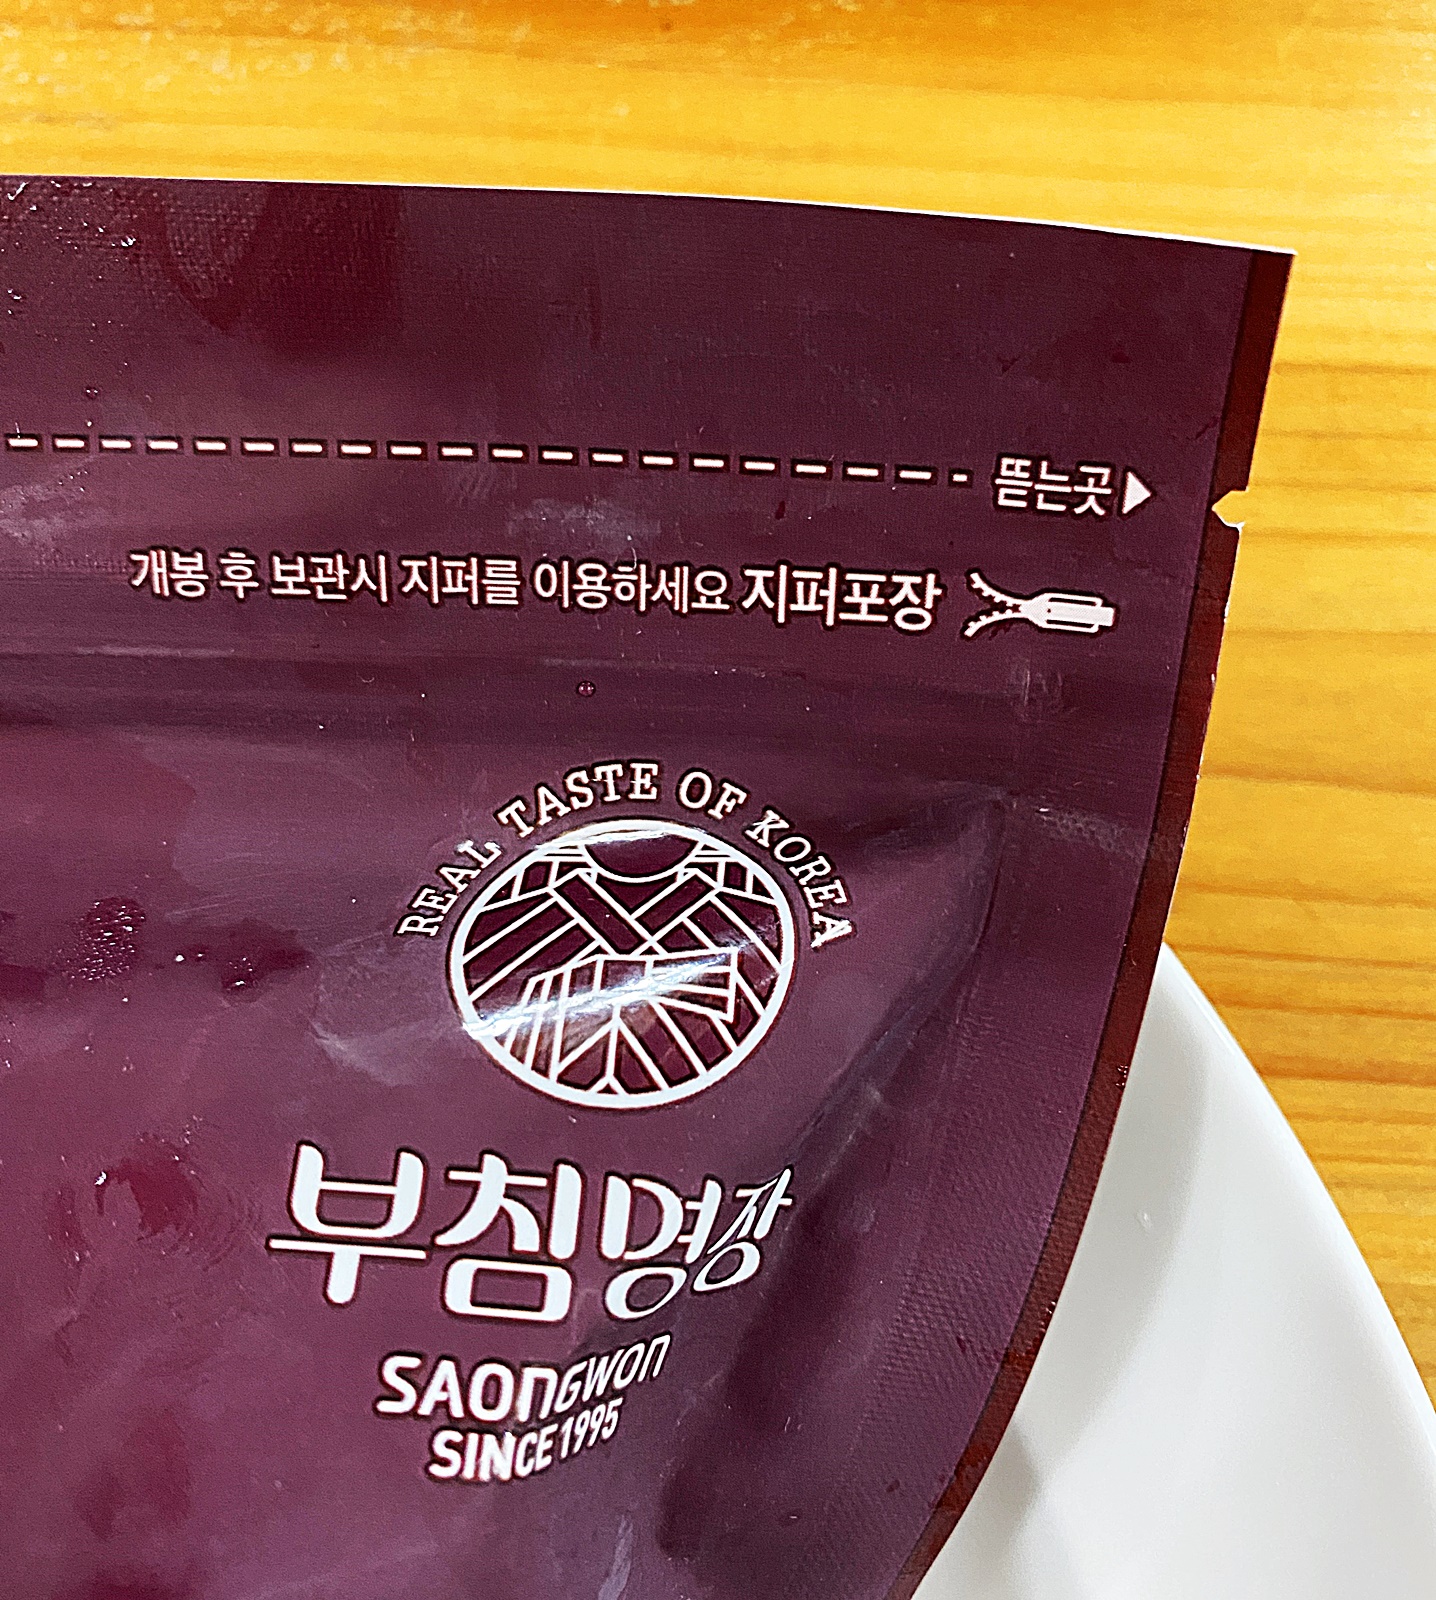 뜯는곳▶
개봉 후 보관시 지퍼를 이용하세요 지퍼포장
REAL TASTE OF KOREA
부침명장
SAONGWON
SINCE 1995